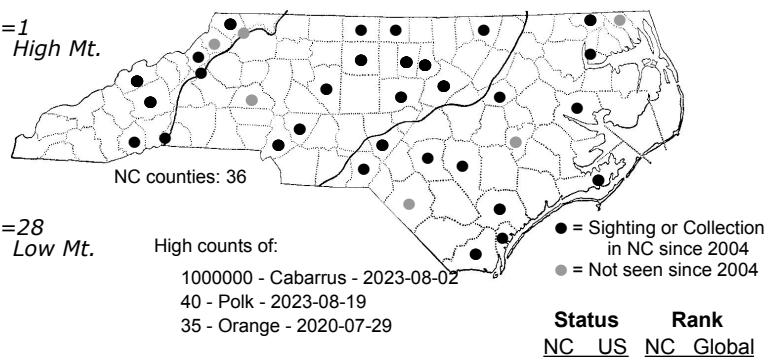 =1
High Mt.
NC counties: 36
=28
Low Mt.
High counts of:
1000000 - Cabarrus - 2023-08-02
40 - Polk - 2023-08-19
35 - Orange - 2020-07-29
= Sighting or Collection
in NC since 2004
= Not seen since 2004
Status Rank
NC US NC Global